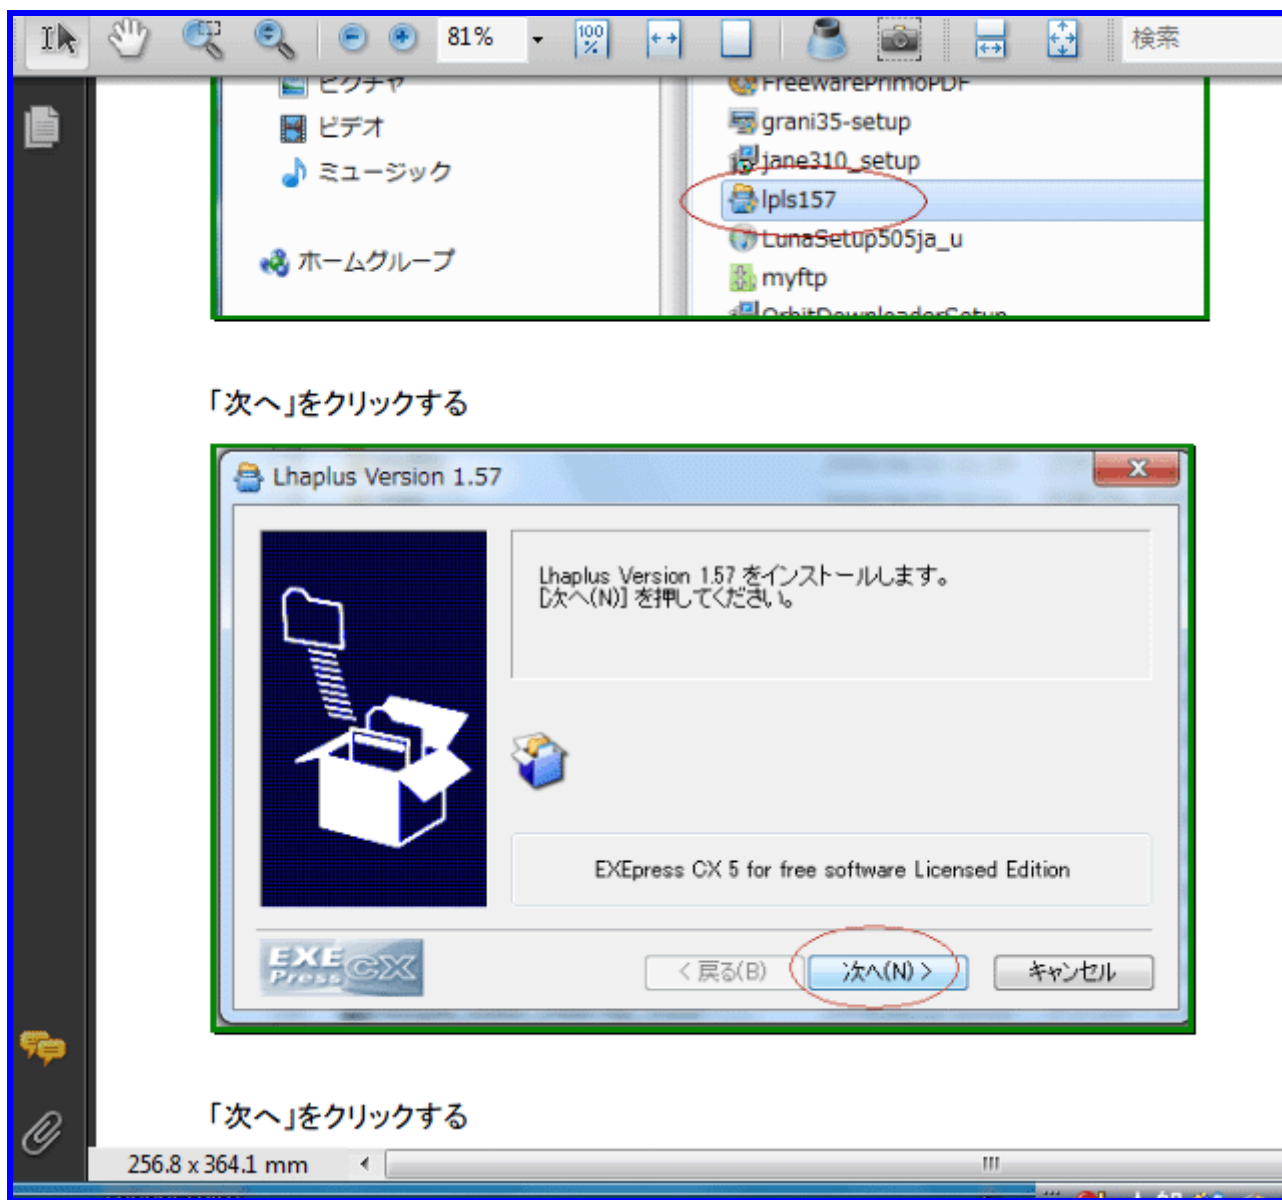 81%
100 %
検索
ピクチャ
ビデオ
ミュージック
ホームグループ
FreewarePrimoPDF
grani35-setup
jane310_setup
lpls157
LunaSetup505ja_u
myftp
OrbitDownloaderSetup
「次へ」をクリックする
Lhaplus Version 1.57
Lhaplus Version 1.57 をインストールします。
[次へ(N)] を押してください。
EXEpress CX 5 for free software Licensed Edition
EXE Press CX
< 戻る(B)
次へ(N) >
キャンセル
「次へ」をクリックする
256.8 x 364.1 mm